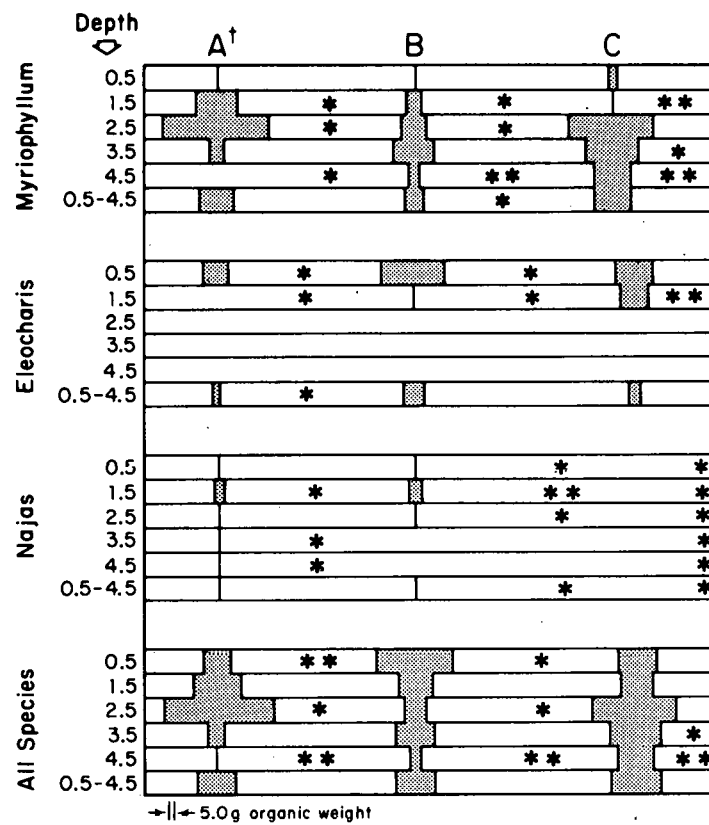 Depth
A† B C
Myriophyllum
0.5
1.5 * * **
2.5 * *
3.5 *
4.5 * ** **
0.5-4.5 *
Eleocharis
0.5 * *
1.5 * * **
2.5
3.5
4.5
0.5-4.5 *
Najas
0.5 * *
1.5 * ** *
2.5 * *
3.5 * *
4.5 * *
0.5-4.5 * *
All Species
0.5 ** *
1.5
2.5 * *
3.5 *
4.5 ** ** **
0.5-4.5
5.0g organic weight